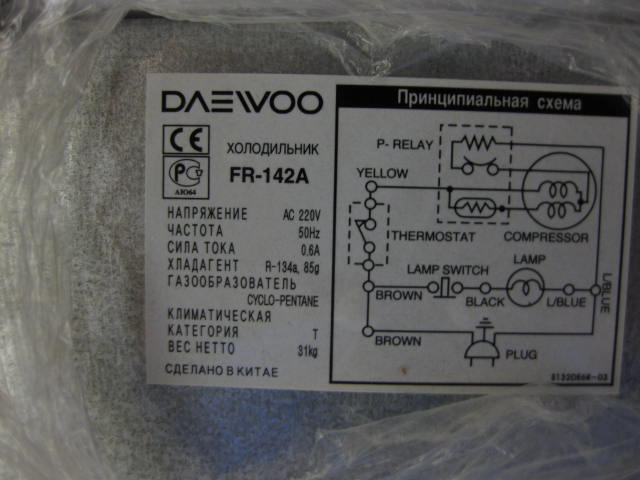 DAEWOO
CE
ХОЛОДИЛЬНИК
FR-142A
РС
АЮ64
НАПРЯЖЕНИЕ AC 220V
ЧАСТОТА 50Hz
СИЛА ТОКА 0.6A
ХЛАДАГЕНТ R-134a, 85g
ГАЗООБРАЗОВАТЕЛЬ
CYCLO-PENTANE
КЛИМАТИЧЕСКАЯ
КАТЕГОРИЯ T
ВЕС НЕТТО 31kg
СДЕЛАНО В КИТАЕ
Принципиальная схема
P- RELAY
YELLOW
THERMOSTAT
COMPRESSOR
LAMP SWITCH
LAMP
BROWN
BLACK
L/BLUE
L/BLUE
BROWN
PLUG